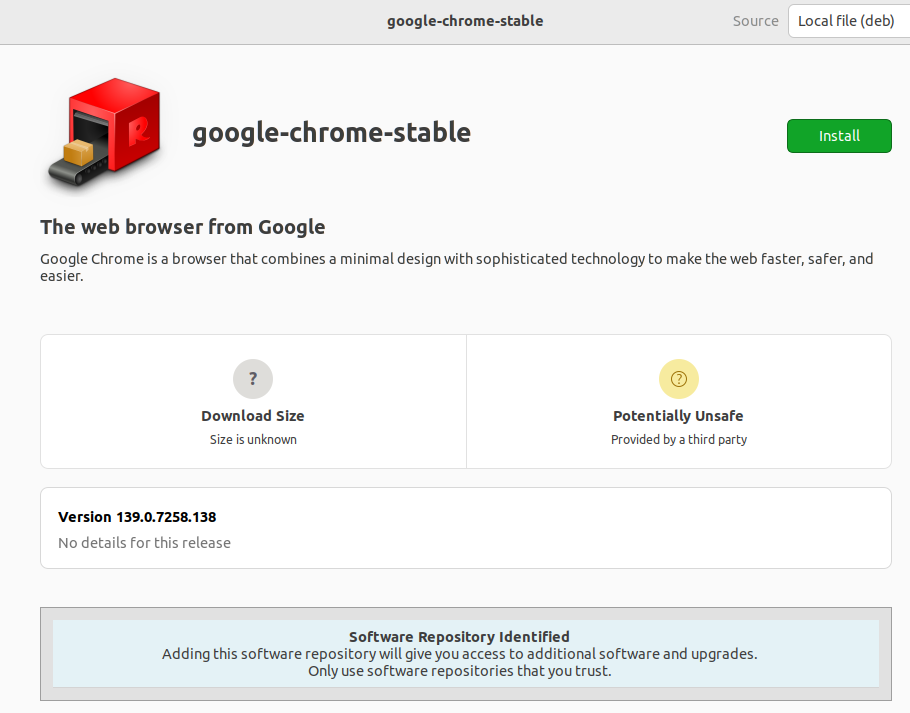 google-chrome-stable
Source
Local file (deb)
R
google-chrome-stable
Install
The web browser from Google
Google Chrome is a browser that combines a minimal design with sophisticated technology to make the web faster, safer, and
easier.
?
?
Download Size
Potentially Unsafe
Size is unknown
Provided by a third party
Version 139.0.7258.138
No details for this release
Software Repository Identified
Adding this software repository will give you access to additional software and upgrades.
Only use software repositories that you trust.